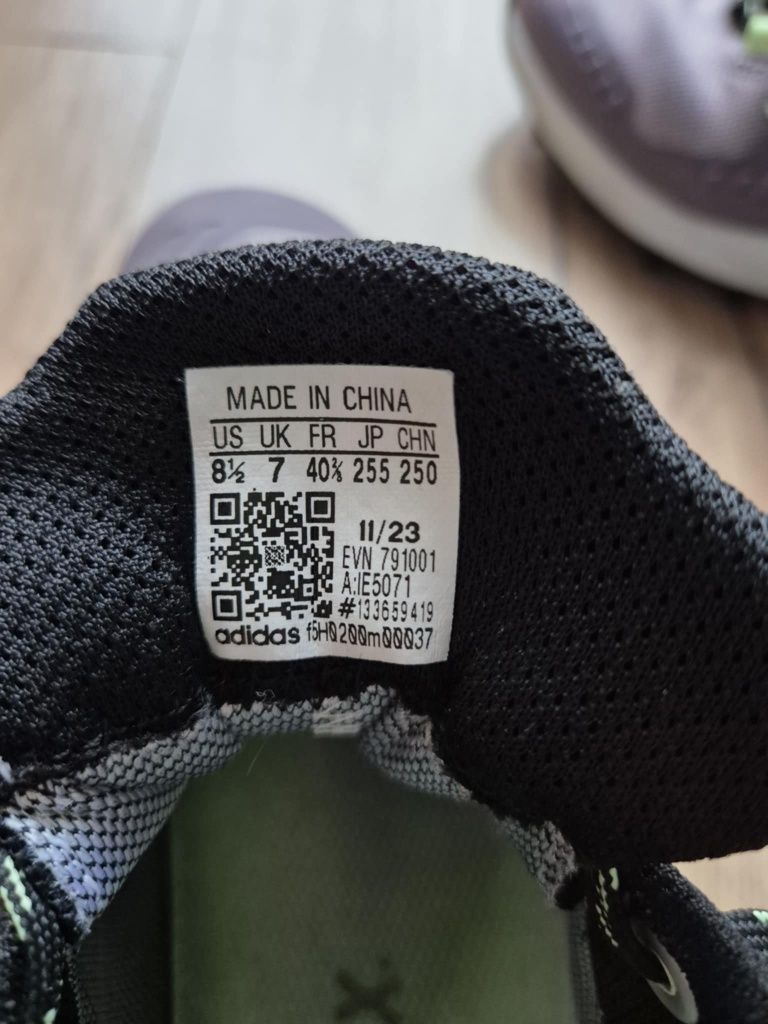 MADE IN CHINA
US UK FR JP CHN
8½ 7 40⅔ 255 250
11/23
EVN 791001
A:IE5071
#133659419
adidas f5H0200m00037